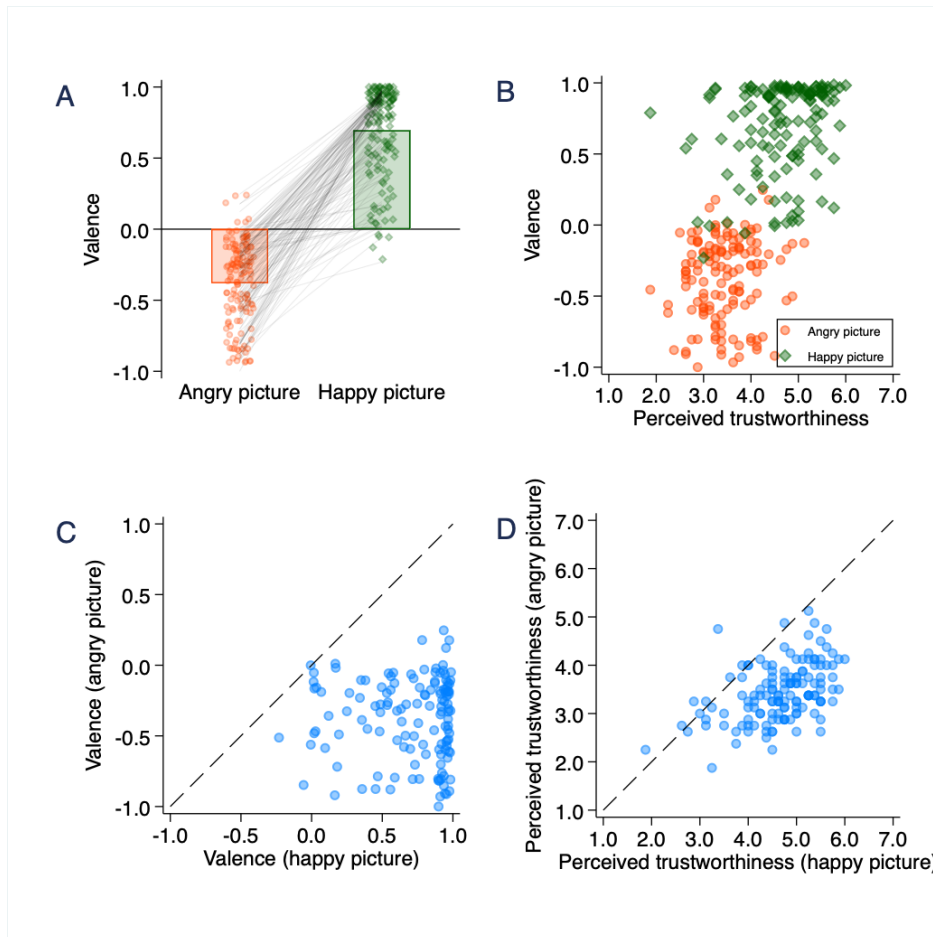 A
Valence
1.0
0.5
0.0
-0.5
-1.0
Angry picture Happy picture
B
Valence
1.0
0.5
0.0
-0.5
-1.0
Angry picture
Happy picture
1.0 2.0 3.0 4.0 5.0 6.0 7.0
Perceived trustworthiness
C
Valence (angry picture)
1.0
0.5
0.0
-0.5
-1.0
-1.0 -0.5 0.0 0.5 1.0
Valence (happy picture)
D
Perceived trustworthiness (angry picture)
7.0
6.0
5.0
4.0
3.0
2.0
1.0
1.0 2.0 3.0 4.0 5.0 6.0 7.0
Perceived trustworthiness (happy picture)